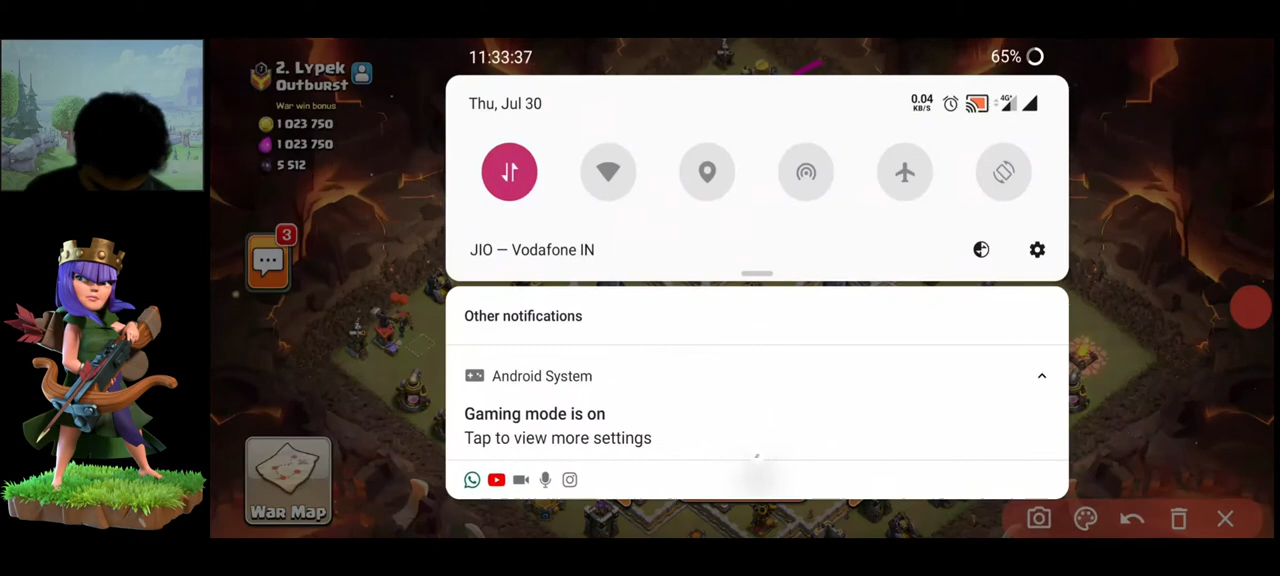 2. Lypek
Outburst
War win bonus
1 023 750
1 023 750
5 512
3
War Map
11:33:37
65%
Thu, Jul 30
0.04
KB/S
4G+
JIO — Vodafone IN
Other notifications
Android System
Gaming mode is on
Tap to view more settings